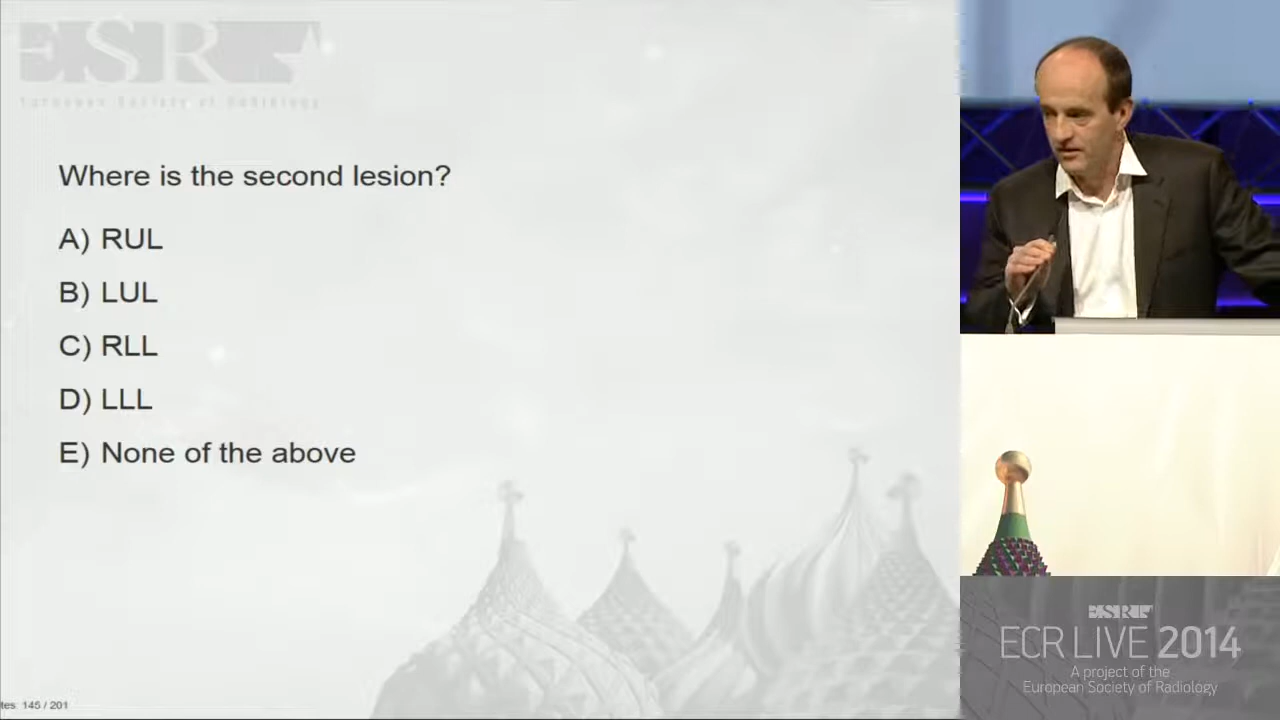 ESR
European Society of Radiology
Where is the second lesion?
A) RUL
B) LUL
C) RLL
D) LLL
E) None of the above
tes: 145 / 201
ESR
ECR LIVE 2014
A project of the
European Society of Radiology